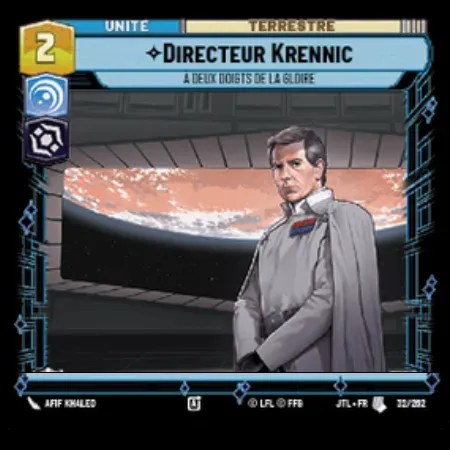 UNITÉ
TERRESTRE
2
DIRECTEUR KRENNIC
À DEUX DOIGTS DE LA GLOIRE
AFIF KHALED
A
© LFL © FFG
JTL • FR
32/262